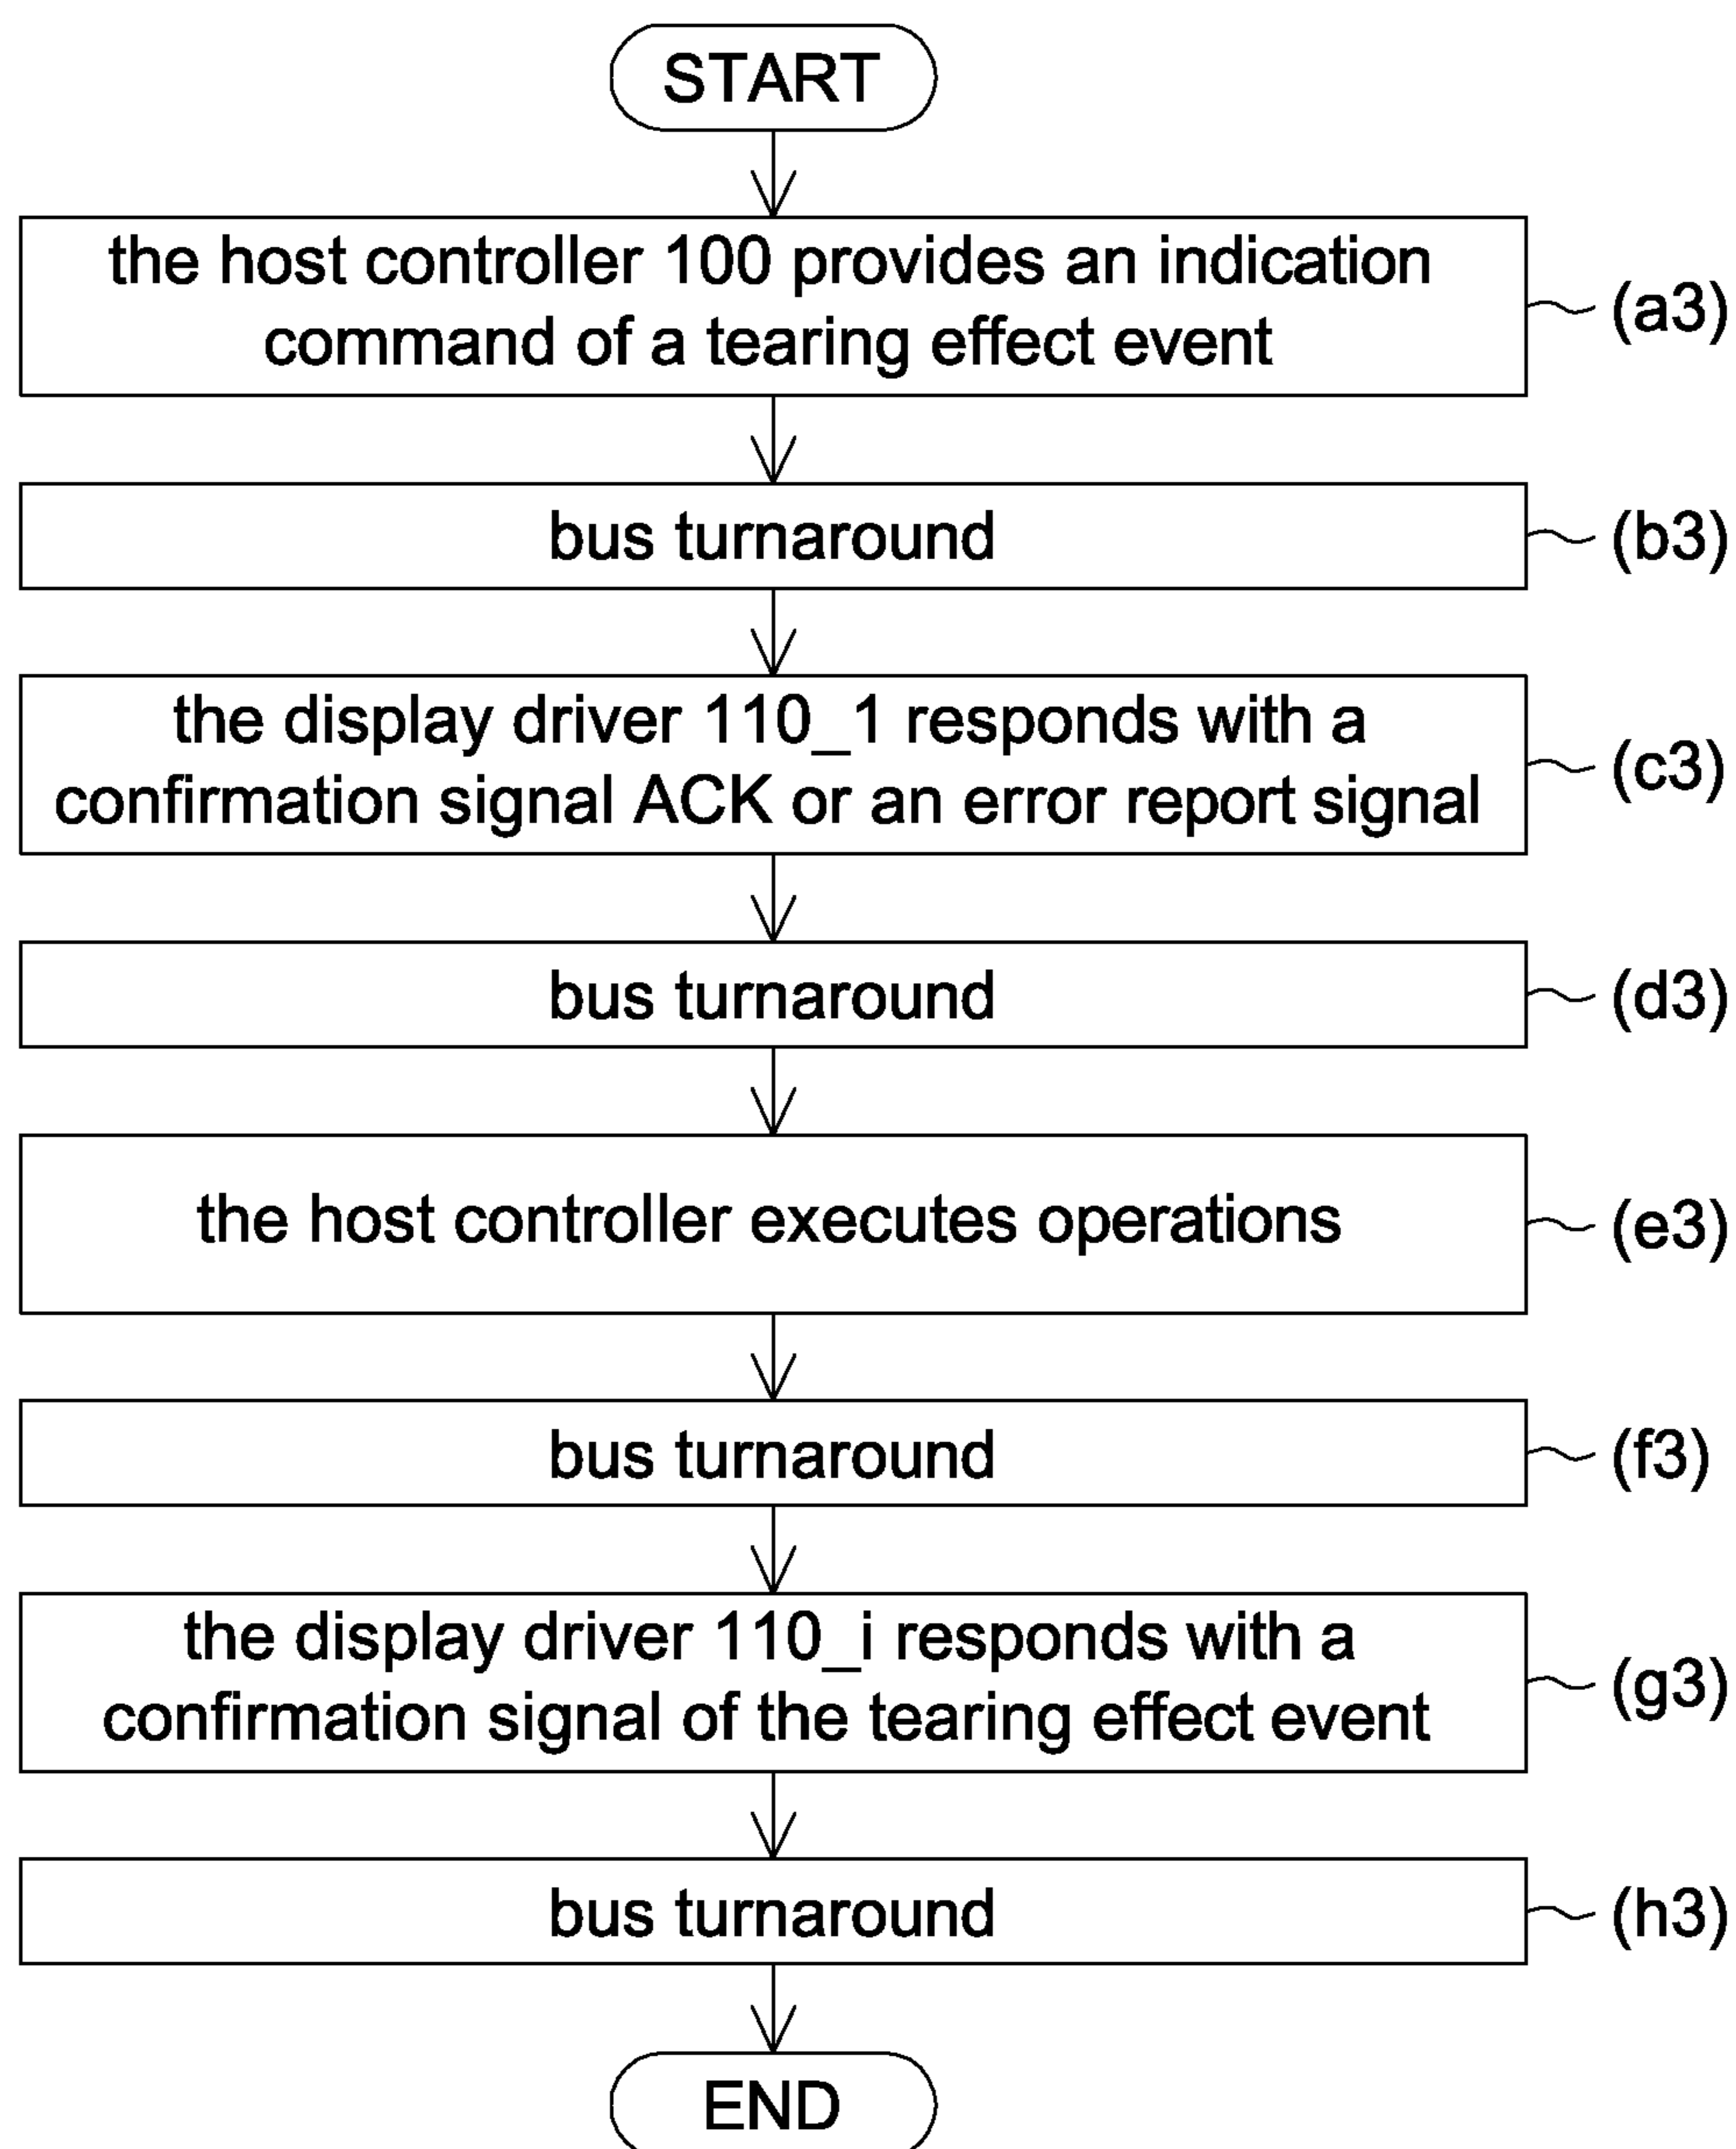 START
the host controller 100 provides an indication
command of a tearing effect event
(a3)
bus turnaround
(b3)
the display driver 110_1 responds with a
confirmation signal ACK or an error report signal
(c3)
bus turnaround
(d3)
the host controller executes operations
(e3)
bus turnaround
(f3)
the display driver 110_i responds with a
confirmation signal of the tearing effect event
(g3)
bus turnaround
(h3)
END